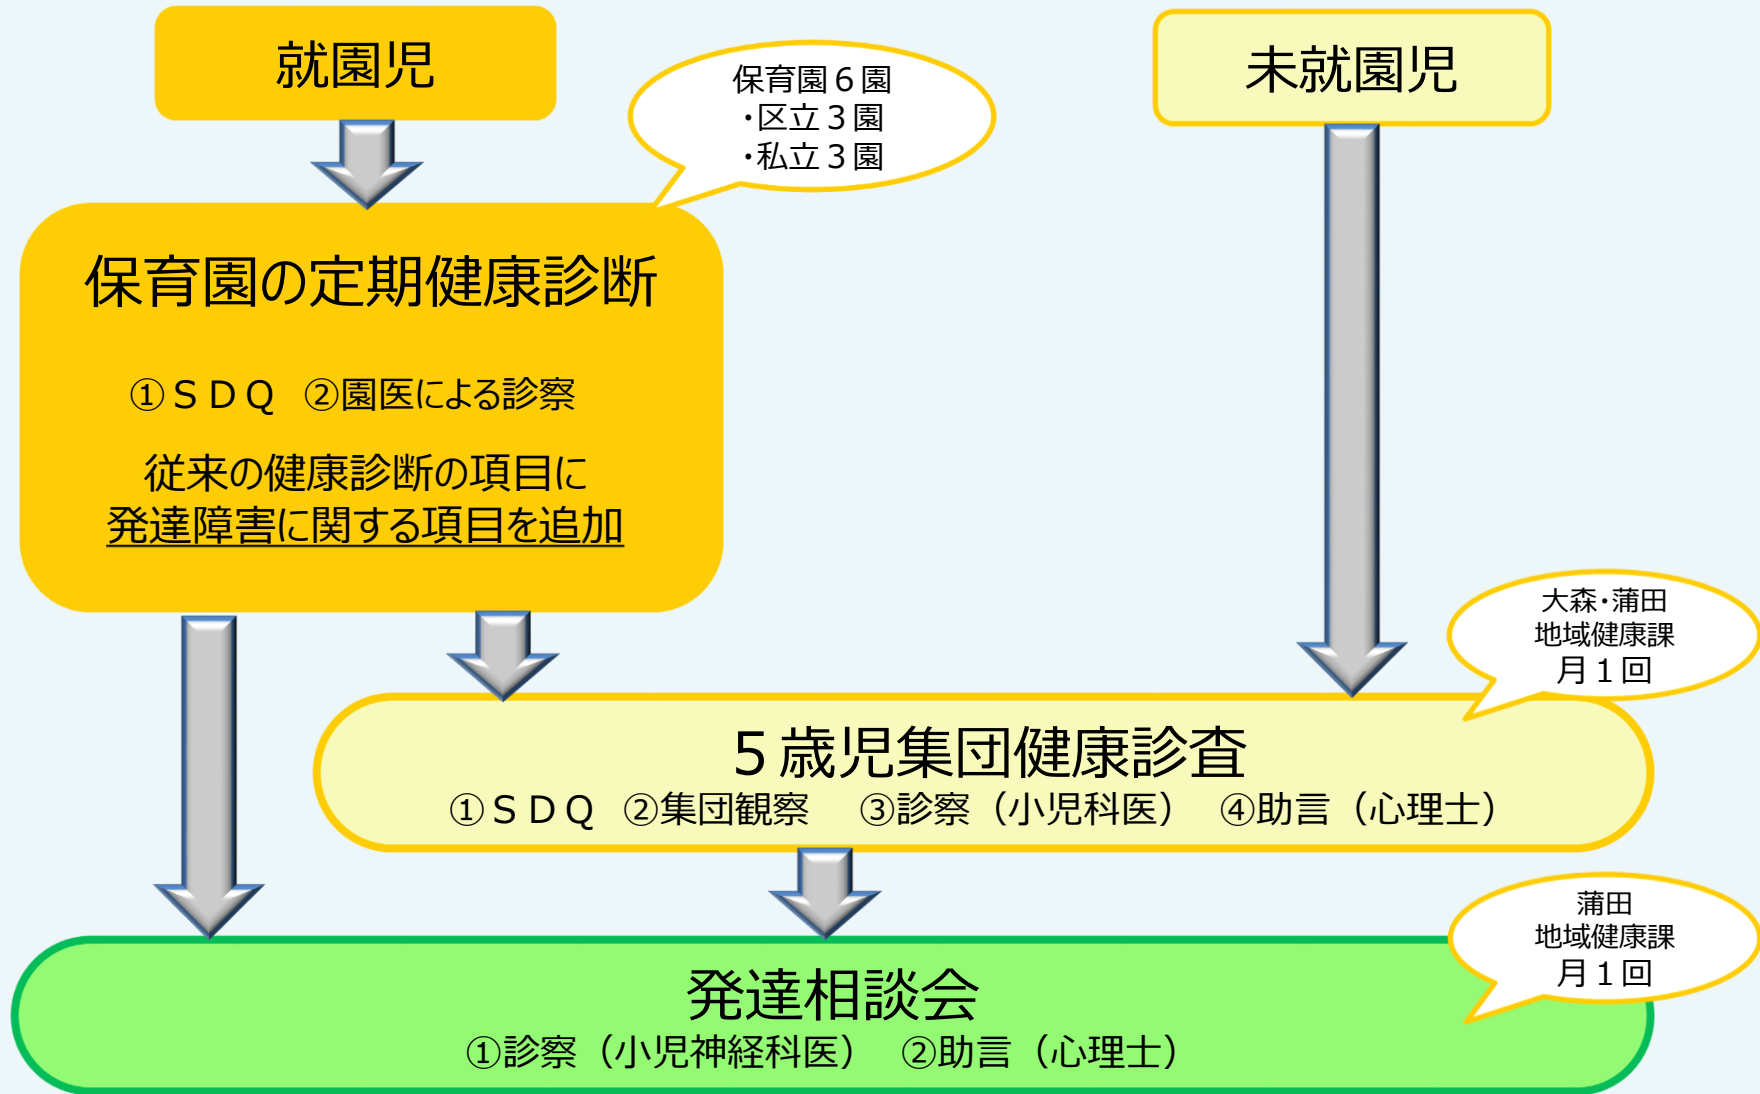 就園児
未就園児
保育園６園
・区立３園
・私立３園
保育園の定期健康診断
①ＳＤＱ　②園医による診察
従来の健康診断の項目に
発達障害に関する項目を追加
大森・蒲田
地域健康課
月１回
５歳児集団健康診査
①ＳＤＱ　②集団観察　③診察（小児科医）　④助言（心理士）
蒲田
地域健康課
月１回
発達相談会
①診察（小児神経科医）　②助言（心理士）